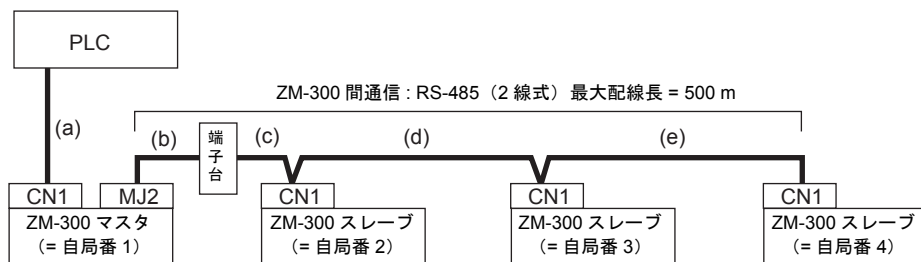 PLC
ZM-300 間通信 : RS-485（2 線式）最大配線長 = 500 m
(a)
(b)
端子台
(c)
(d)
(e)
CN1
MJ2
CN1
CN1
CN1
ZM-300 マスタ
(= 自局番 1)
ZM-300 スレーブ
(= 自局番 2)
ZM-300 スレーブ
(= 自局番 3)
ZM-300 スレーブ
(= 自局番 4)